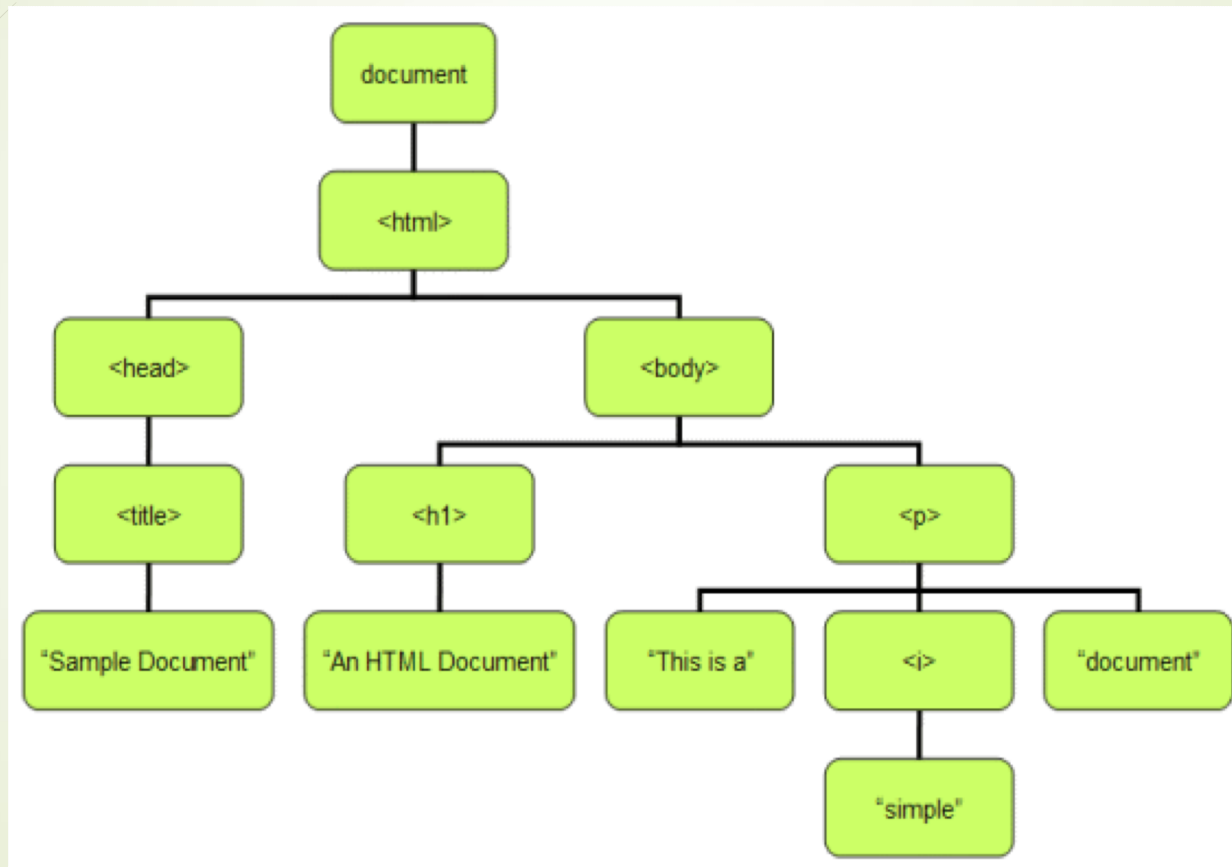 document
<html>
<head>
<body>
<title>
<h1>
<p>
“Sample Document”
“An HTML Document”
“This is a”
<i>
“document”
“simple”